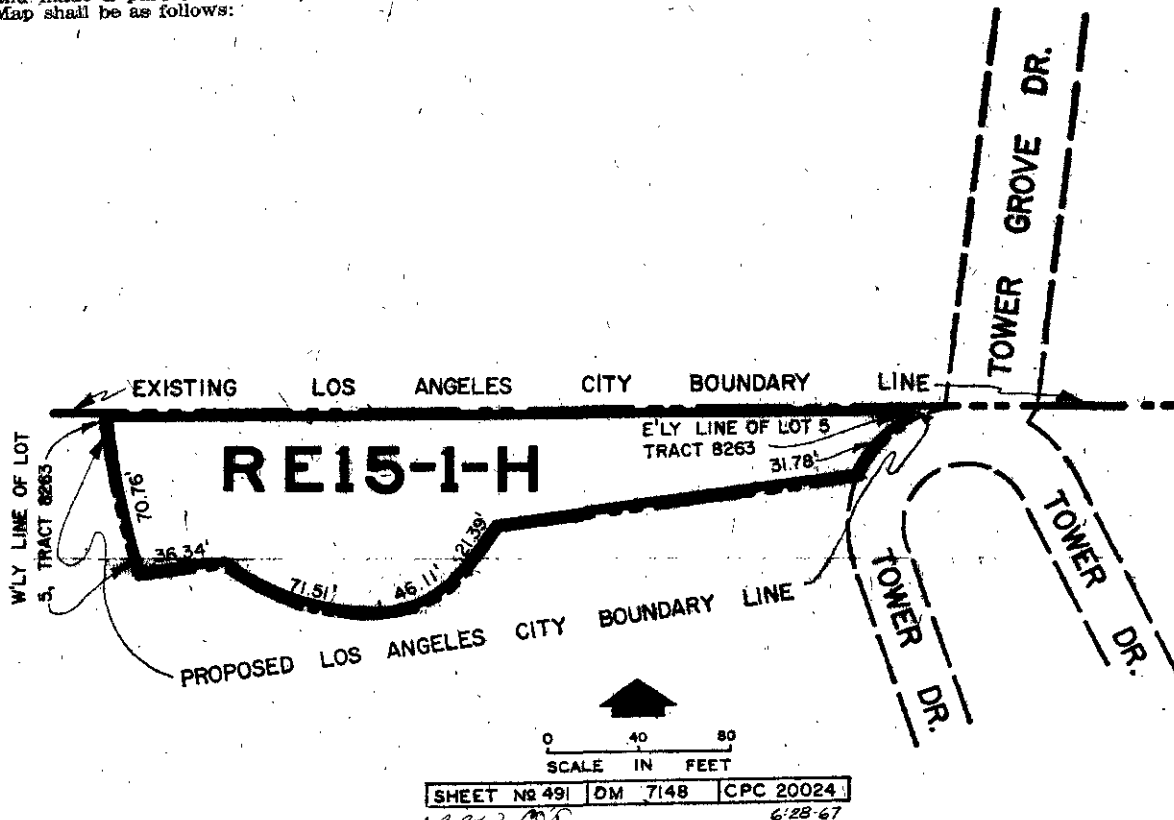 Map shall be as follows:
TOWER GROVE DR.
EXISTING LOS ANGELES CITY BOUNDARY LINE
W'LY LINE OF LOT
5, TRACT 8263
E'LY LINE OF LOT 5
TRACT 8263
RE15-1-H
70.76'
36.34'
71.51'
46.11'
21.39'
31.78'
TOWER DR.
TOWER DR.
PROPOSED LOS ANGELES CITY BOUNDARY LINE
0 40 80
SCALE IN FEET
SHEET Nº 491 DM 7148 CPC 20024
6-28-67